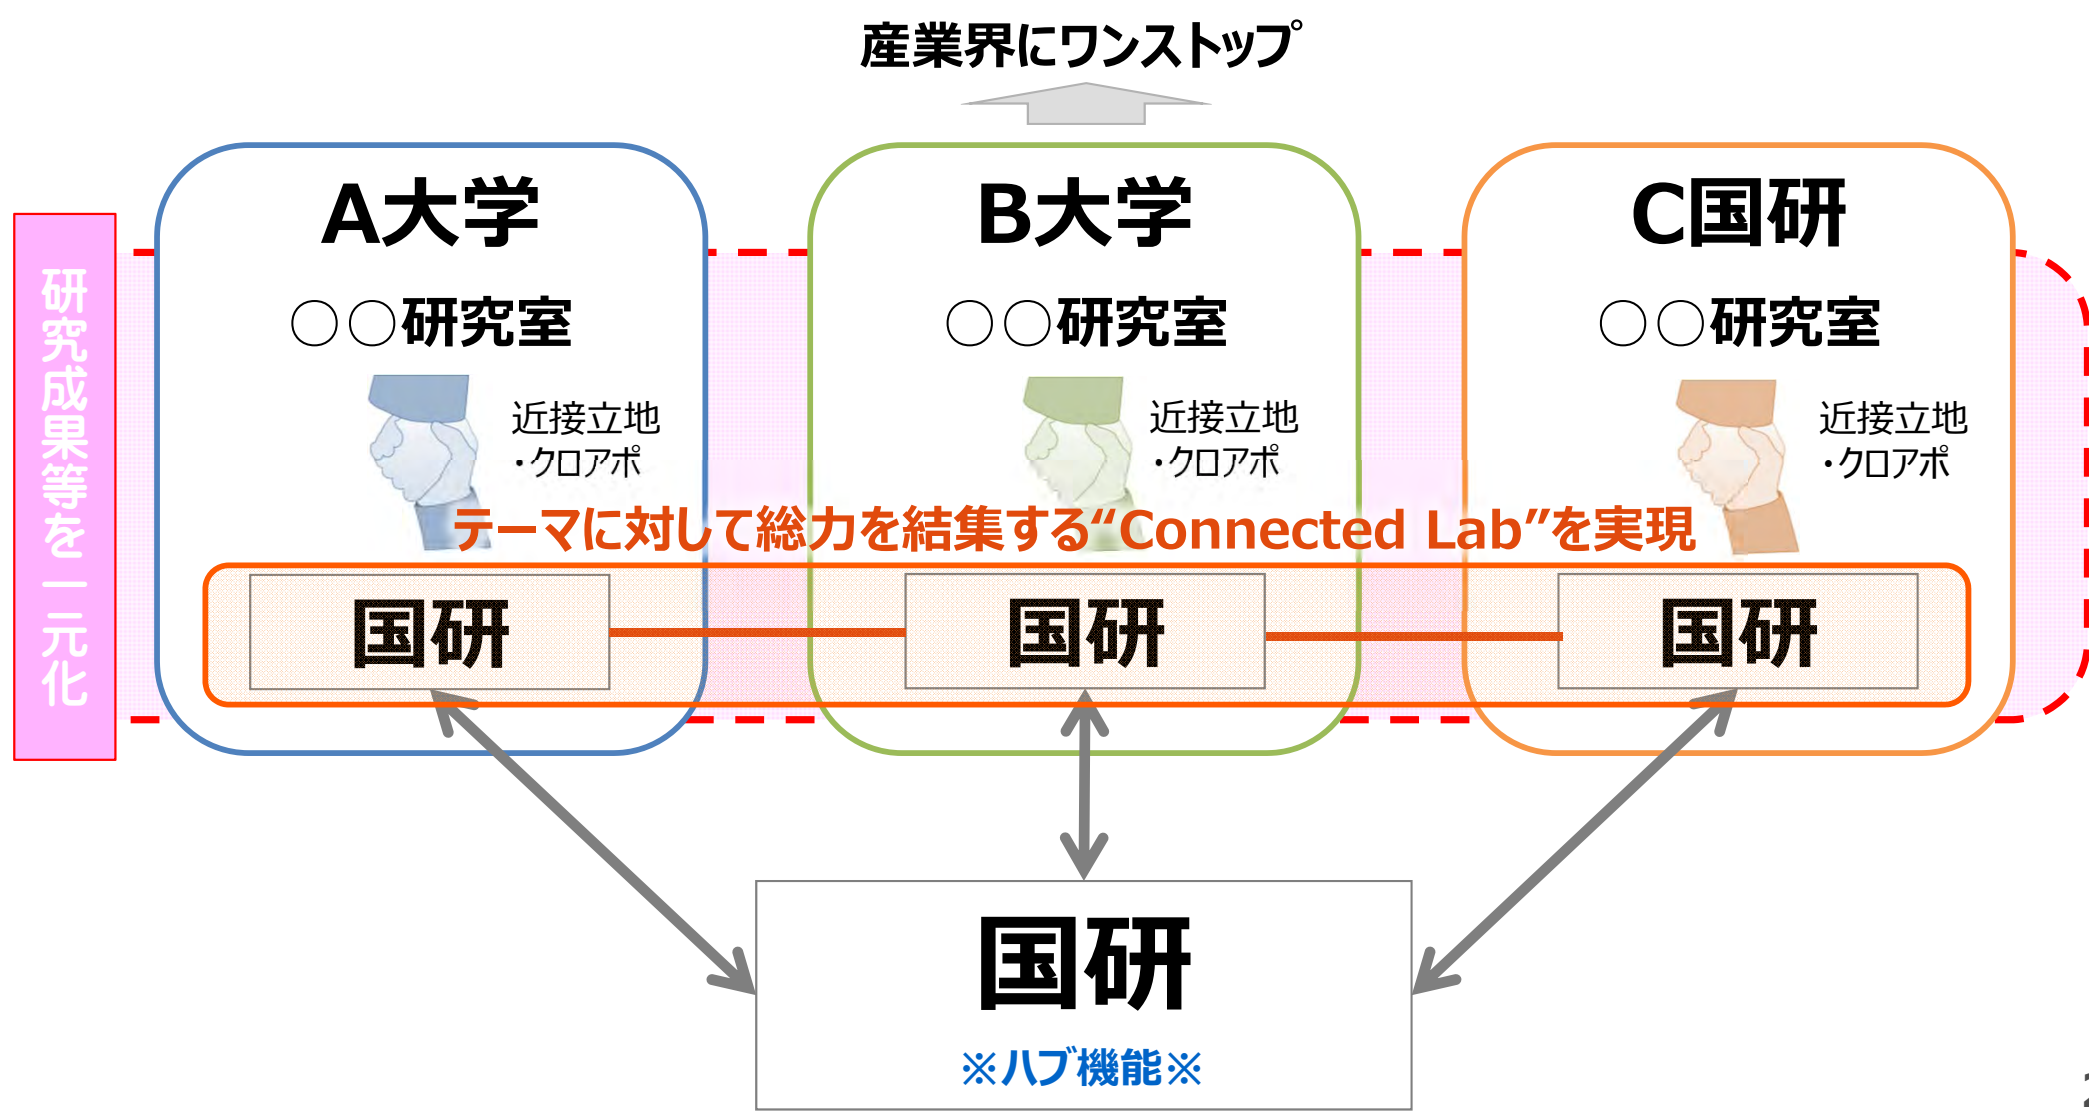 産業界にワンストップ
研究成果等を一元化
A大学
○○研究室
近接立地
・クロアポ
B大学
○○研究室
近接立地
・クロアポ
C国研
○○研究室
近接立地
・クロアポ
テーマに対して総力を結集する“Connected Lab”を実現
国研
国研
国研
国研
※ハブ機能※